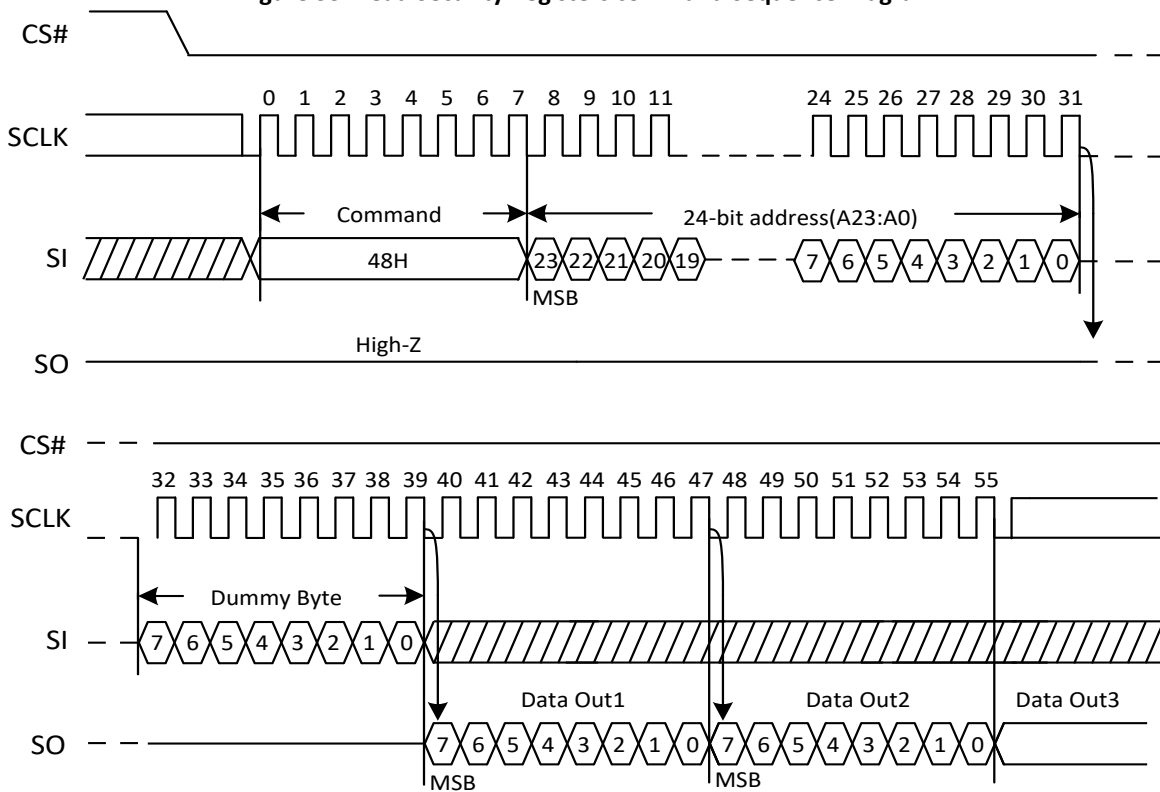 CS#
0 1 2 3 4 5 6 7 8 9 10 11 24 25 26 27 28 29 30 31
SCLK
Command 24-bit address(A23:A0)
SI 48H 23 22 21 20 19 7 6 5 4 3 2 1 0
MSB
High-Z
SO
CS#
32 33 34 35 36 37 38 39 40 41 42 43 44 45 46 47 48 49 50 51 52 53 54 55
SCLK
Dummy Byte
SI 7 6 5 4 3 2 1 0
Data Out1 Data Out2 Data Out3
SO 7 6 5 4 3 2 1 0 7 6 5 4 3 2 1 0
MSB MSB